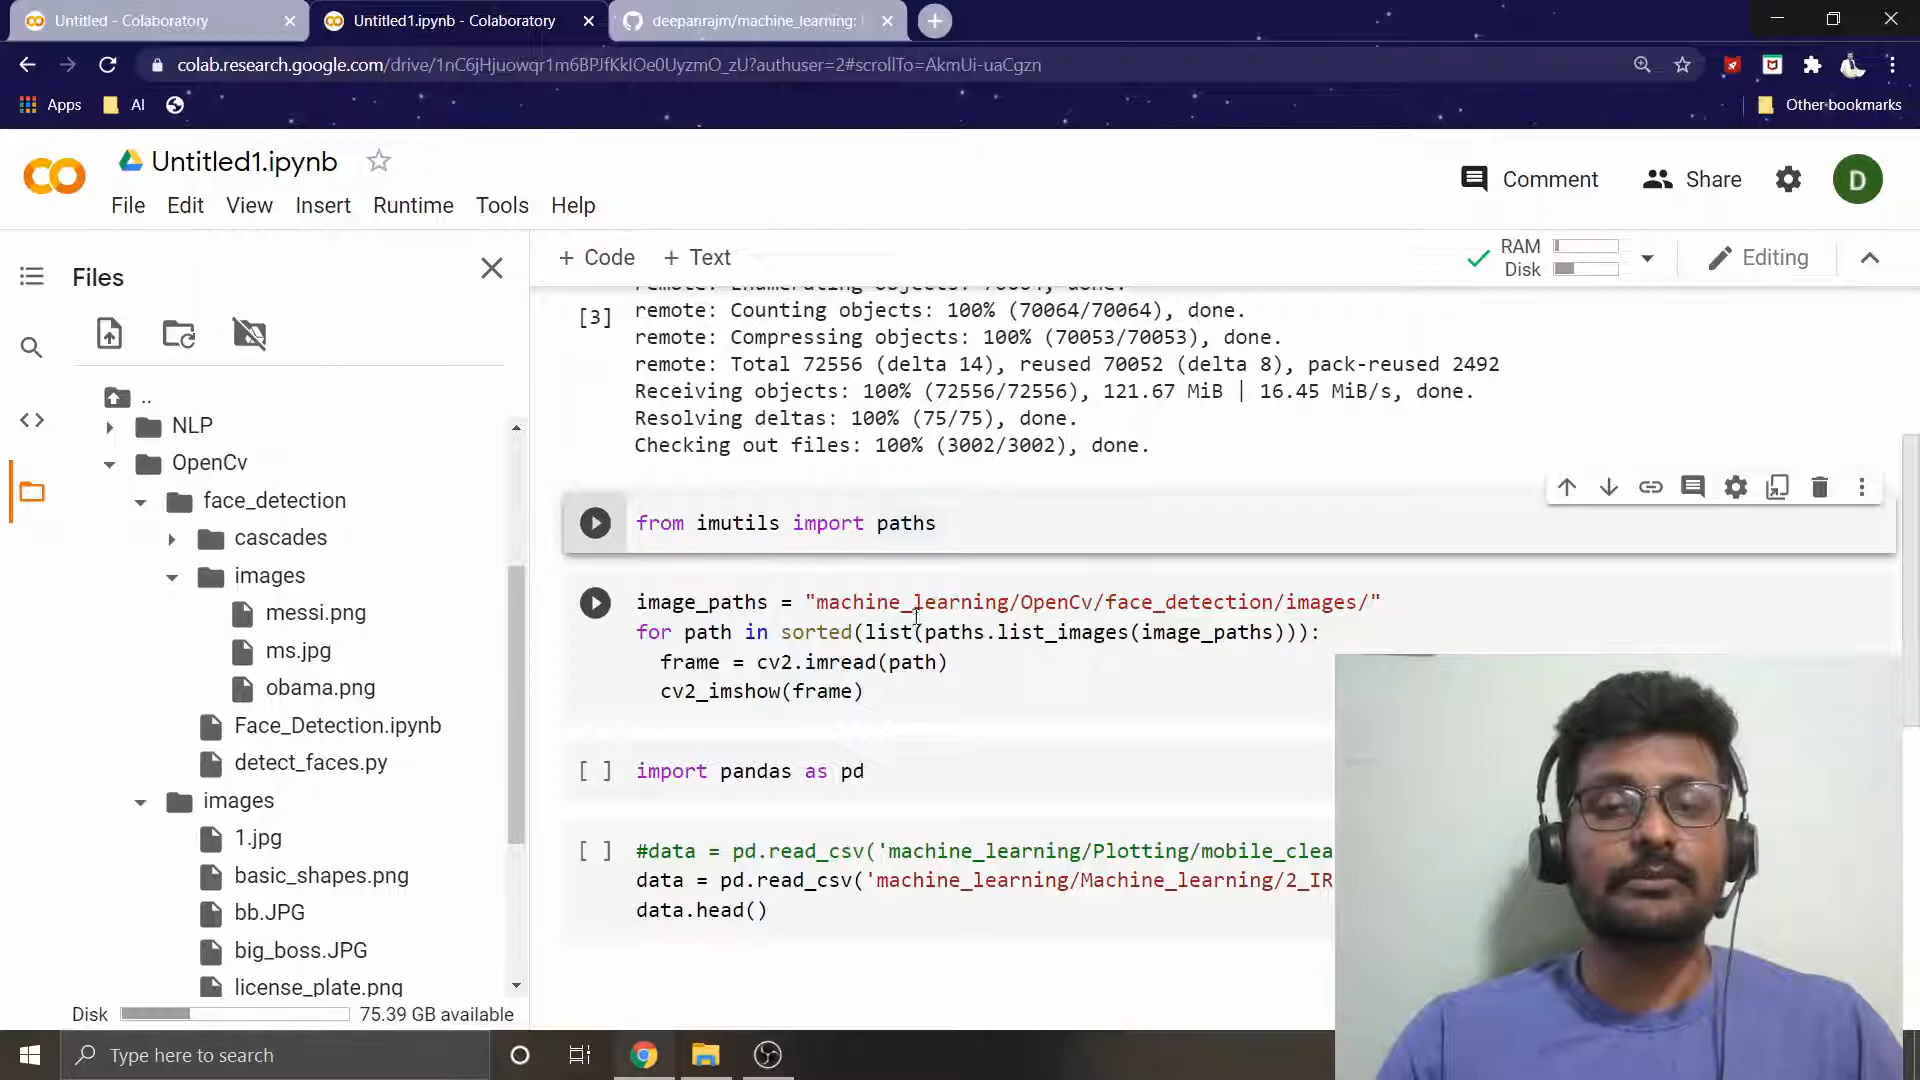 Untitled - Colaboratory
Untitled1.ipynb - Colaboratory
deepanrajm/machine_learning:
colab.research.google.com/drive/1nC6jHjuowqr1m6BPJfKkIOe0UyzmO_zU?authuser=2#scrollTo=AkmUi-uaCgzn
Apps
AI
Other bookmarks
Untitled1.ipynb
Comment
Share
D
File Edit View Insert Runtime Tools Help
Files
+ Code + Text
RAM
Disk
Editing
..
NLP
OpenCv
face_detection
cascades
images
messi.png
ms.jpg
obama.png
Face_Detection.ipynb
detect_faces.py
images
1.jpg
basic_shapes.png
bb.JPG
big_boss.JPG
license_plate.png
Disk 75.39 GB available
[3]
remote: Counting objects: 100% (70064/70064), done.
remote: Compressing objects: 100% (70053/70053), done.
remote: Total 72556 (delta 14), reused 70052 (delta 8), pack-reused 2492
Receiving objects: 100% (72556/72556), 121.67 MiB | 16.45 MiB/s, done.
Resolving deltas: 100% (75/75), done.
Checking out files: 100% (3002/3002), done.
from imutils import paths
image_paths = "machine_learning/OpenCv/face_detection/images/"
for path in sorted(list(paths.list_images(image_paths))):
frame = cv2.imread(path)
cv2_imshow(frame)
[ ] import pandas as pd
[ ] #data = pd.read_csv('machine_learning/Plotting/mobile_clea
data = pd.read_csv('machine_learning/Machine_learning/2_IR
data.head()
Type here to search